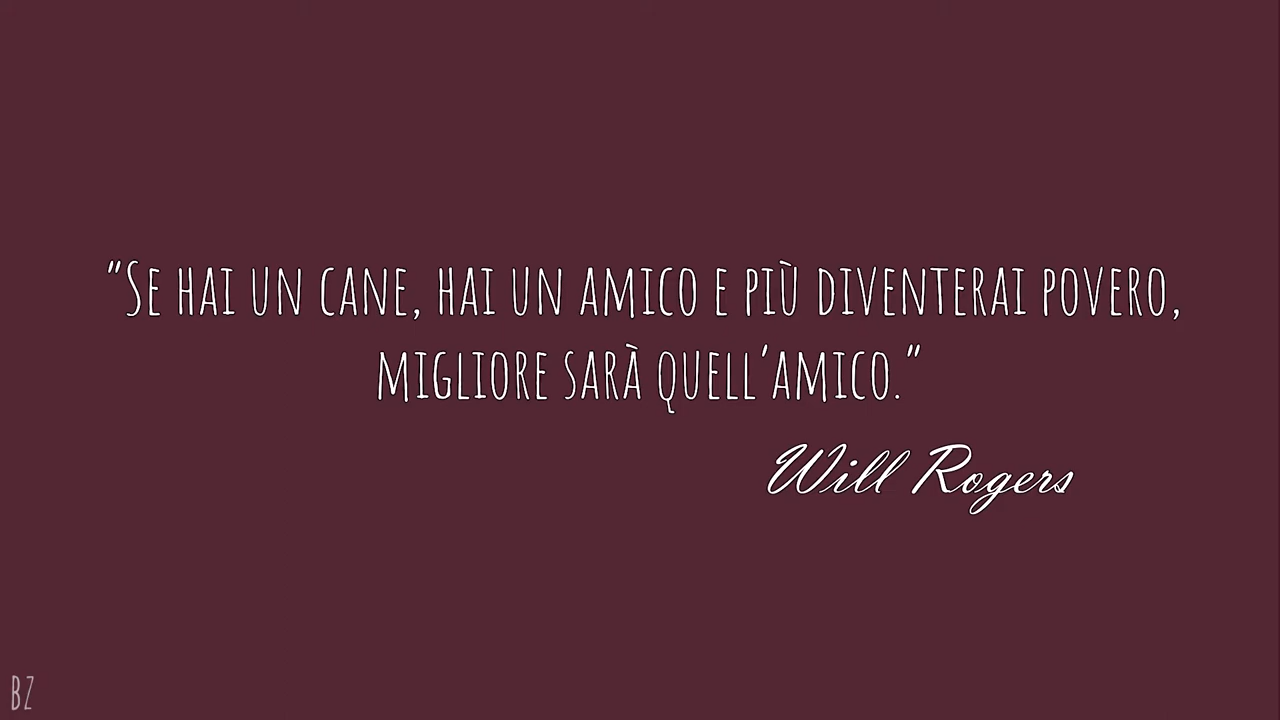 "Se hai un cane, hai un amico e più diventerai povero,
migliore sarà quell'amico."
Will Rogers
BZ